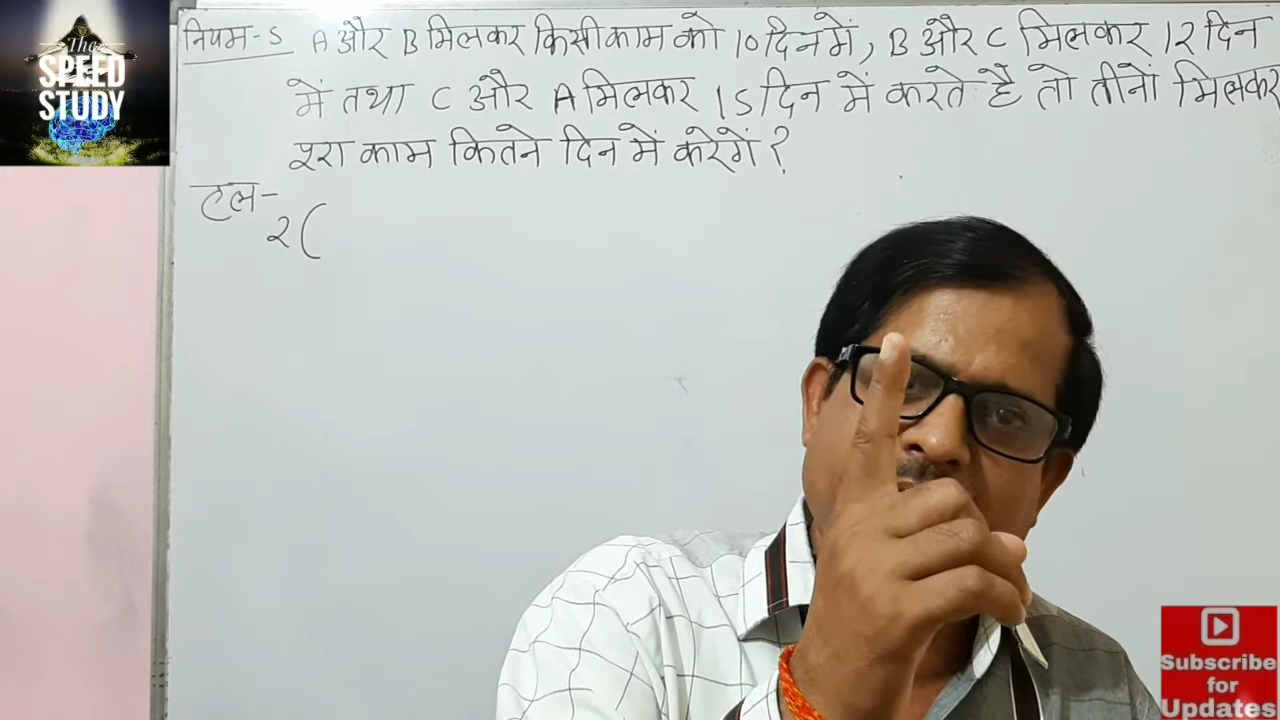 The
SPEED
STUDY
नियम-5 A और B मिलकर किसी काम को 10 दिन में, B और C मिलकर 12 दिन
में तथा C और A मिलकर 15 दिन में करते है तो तीनों मिलकर
पूरा काम कितने दिन में करेगें?
हल-
2(
Subscribe
for
Updates